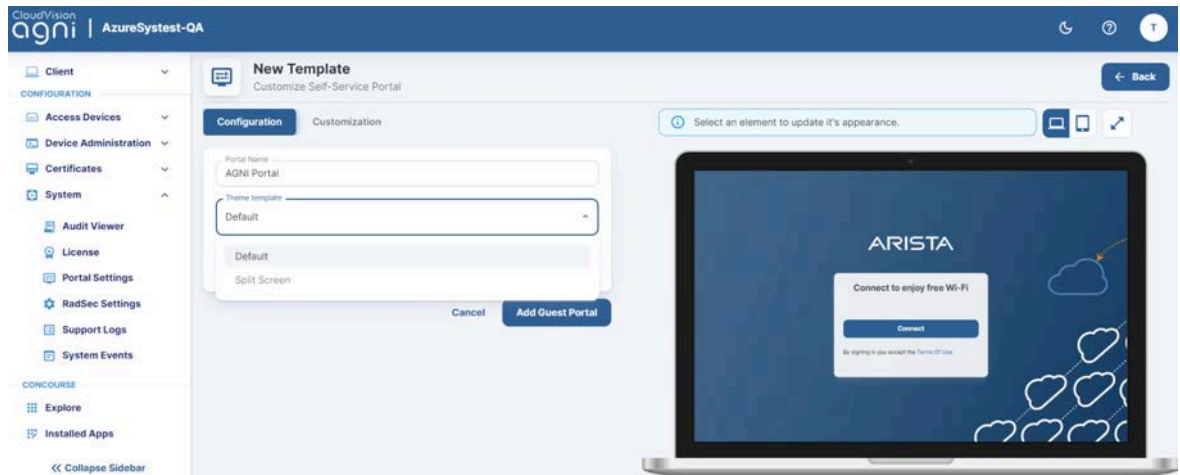 CloudVision
agni | AzureSystest-QA
T
Client
CONFIGURATION
Access Devices
Device Administration
Certificates
System
Audit Viewer
License
Portal Settings
RadSec Settings
Support Logs
System Events
CONCOURSE
Explore
Installed Apps
Collapse Sidebar
New Template
Customize Self-Service Portal
Back
Configuration
Customization
Portal Name
AGNI Portal
Theme template
Default
Default
Split Screen
Cancel
Add Guest Portal
Select an element to update it's appearance.
ARISTA
Connect to enjoy free Wi-Fi
Connect
By signing in you accept the Terms Of Use